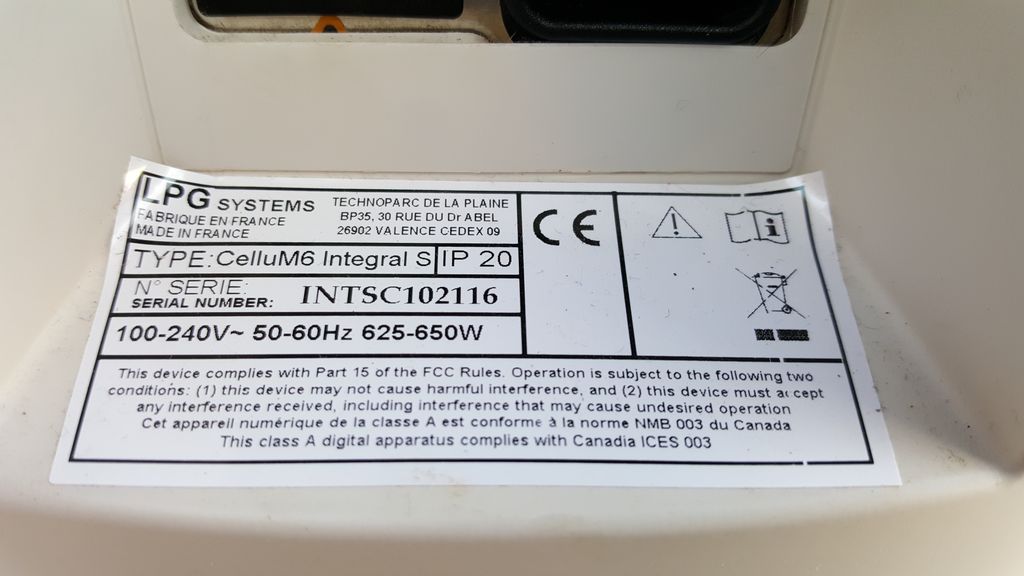 LPG SYSTEMS
FABRIQUE EN FRANCE
MADE IN FRANCE
TECHNOPARC DE LA PLAINE
BP35, 30 RUE DU Dr ABEL
26902 VALENCE CEDEX 09
TYPE: CelluM6 Integral S
IP 20
N° SERIE:
SERIAL NUMBER: INTSC102116
100-240V~ 50-60Hz 625-650W
CE
This device complies with Part 15 of the FCC Rules. Operation is subject to the following two
conditions: (1) this device may not cause harmful interference, and (2) this device must accept
any interference received, including interference that may cause undesired operation
Cet appareil numérique de la classe A est conforme à la norme NMB 003 du Canada
This class A digital apparatus complies with Canadia ICES 003